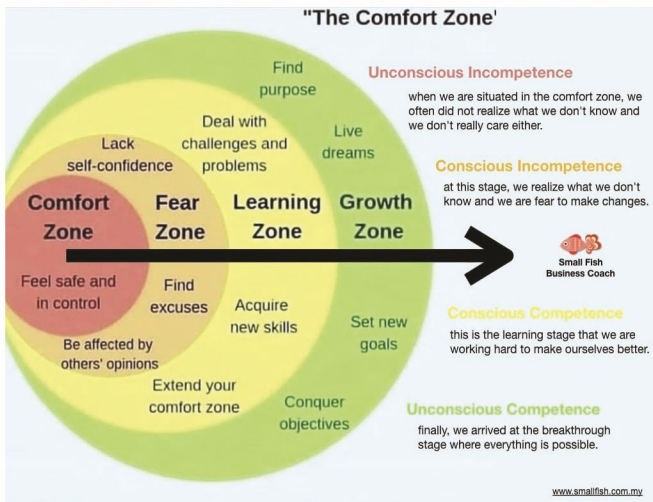 "The Comfort Zone'
Find
purpose
Live
dreams
Deal with
challenges and
problems
Lack
self-confidence
Comfort
Zone
Fear
Zone
Learning
Zone
Growth
Zone
Feel safe and
in control
Find
excuses
Be affected by
others' opinions
Acquire
new skills
Extend your
comfort zone
Set new
goals
Conquer
objectives
Unconscious Incompetence
when we are situated in the comfort zone, we
often did not realize what we don't know and
we don't really care either.
Conscious Incompetence
at this stage, we realize what we don't
know and we are fear to make changes.
Small Fish
Business Coach
Conscious Competence
this is the learning stage that we are
working hard to make ourselves better.
Unconscious Competence
finally, we arrived at the breakthrough
stage where everything is possible.
www.smallfish.com.my